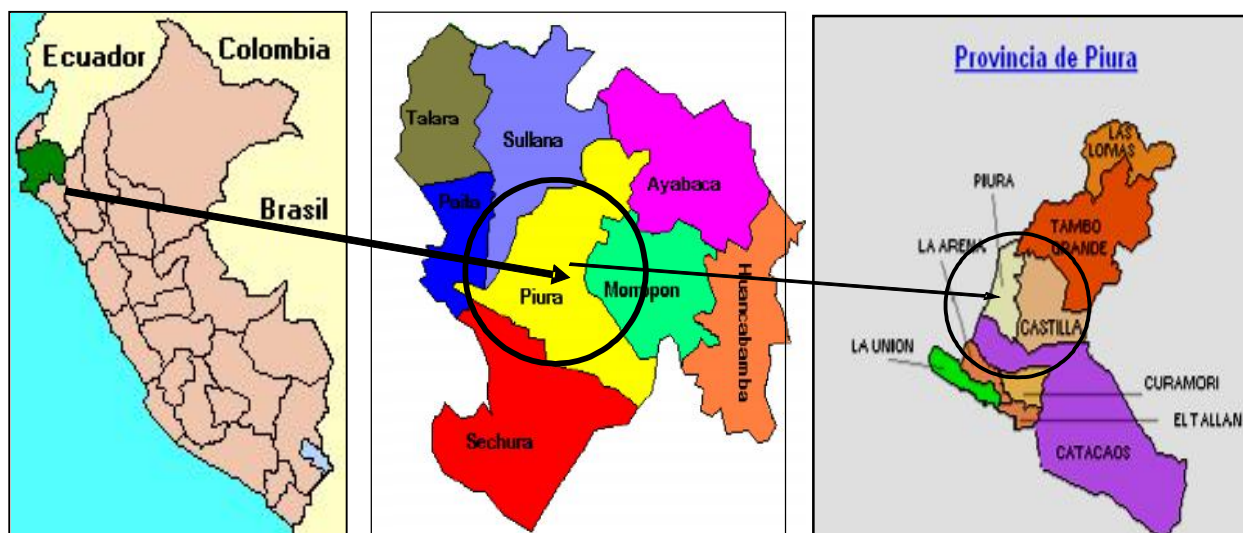 Ecuador
Colombia
Brasil
Talara
Sullana
Ayabaca
Paita
Piura
Morropon
Huancabamba
Sechura
Provincia de Piura
LAS
LOMAS
PIURA
TAMBO
GRANDE
LA ARENA
CASTILLA
LA UNION
CURAMORI
EL TALLAN
CATACAOS